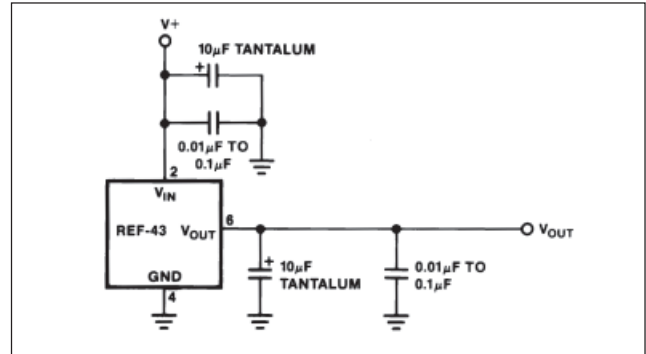 V+
10µF TANTALUM
+
0.01µF TO
0.1µF
2
VIN
REF-43 VOUT
6
VOUT
GND
4
+
10µF
TANTALUM
0.01µF TO
0.1µF